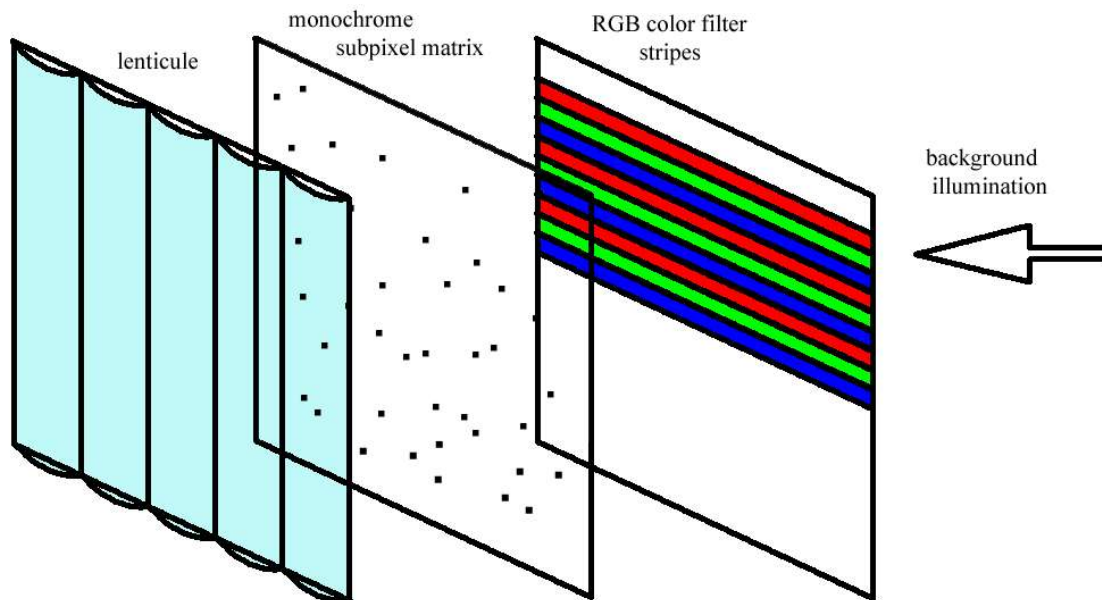 lenticule
monochrome
subpixel matrix
RGB color filter
stripes
background
illumination